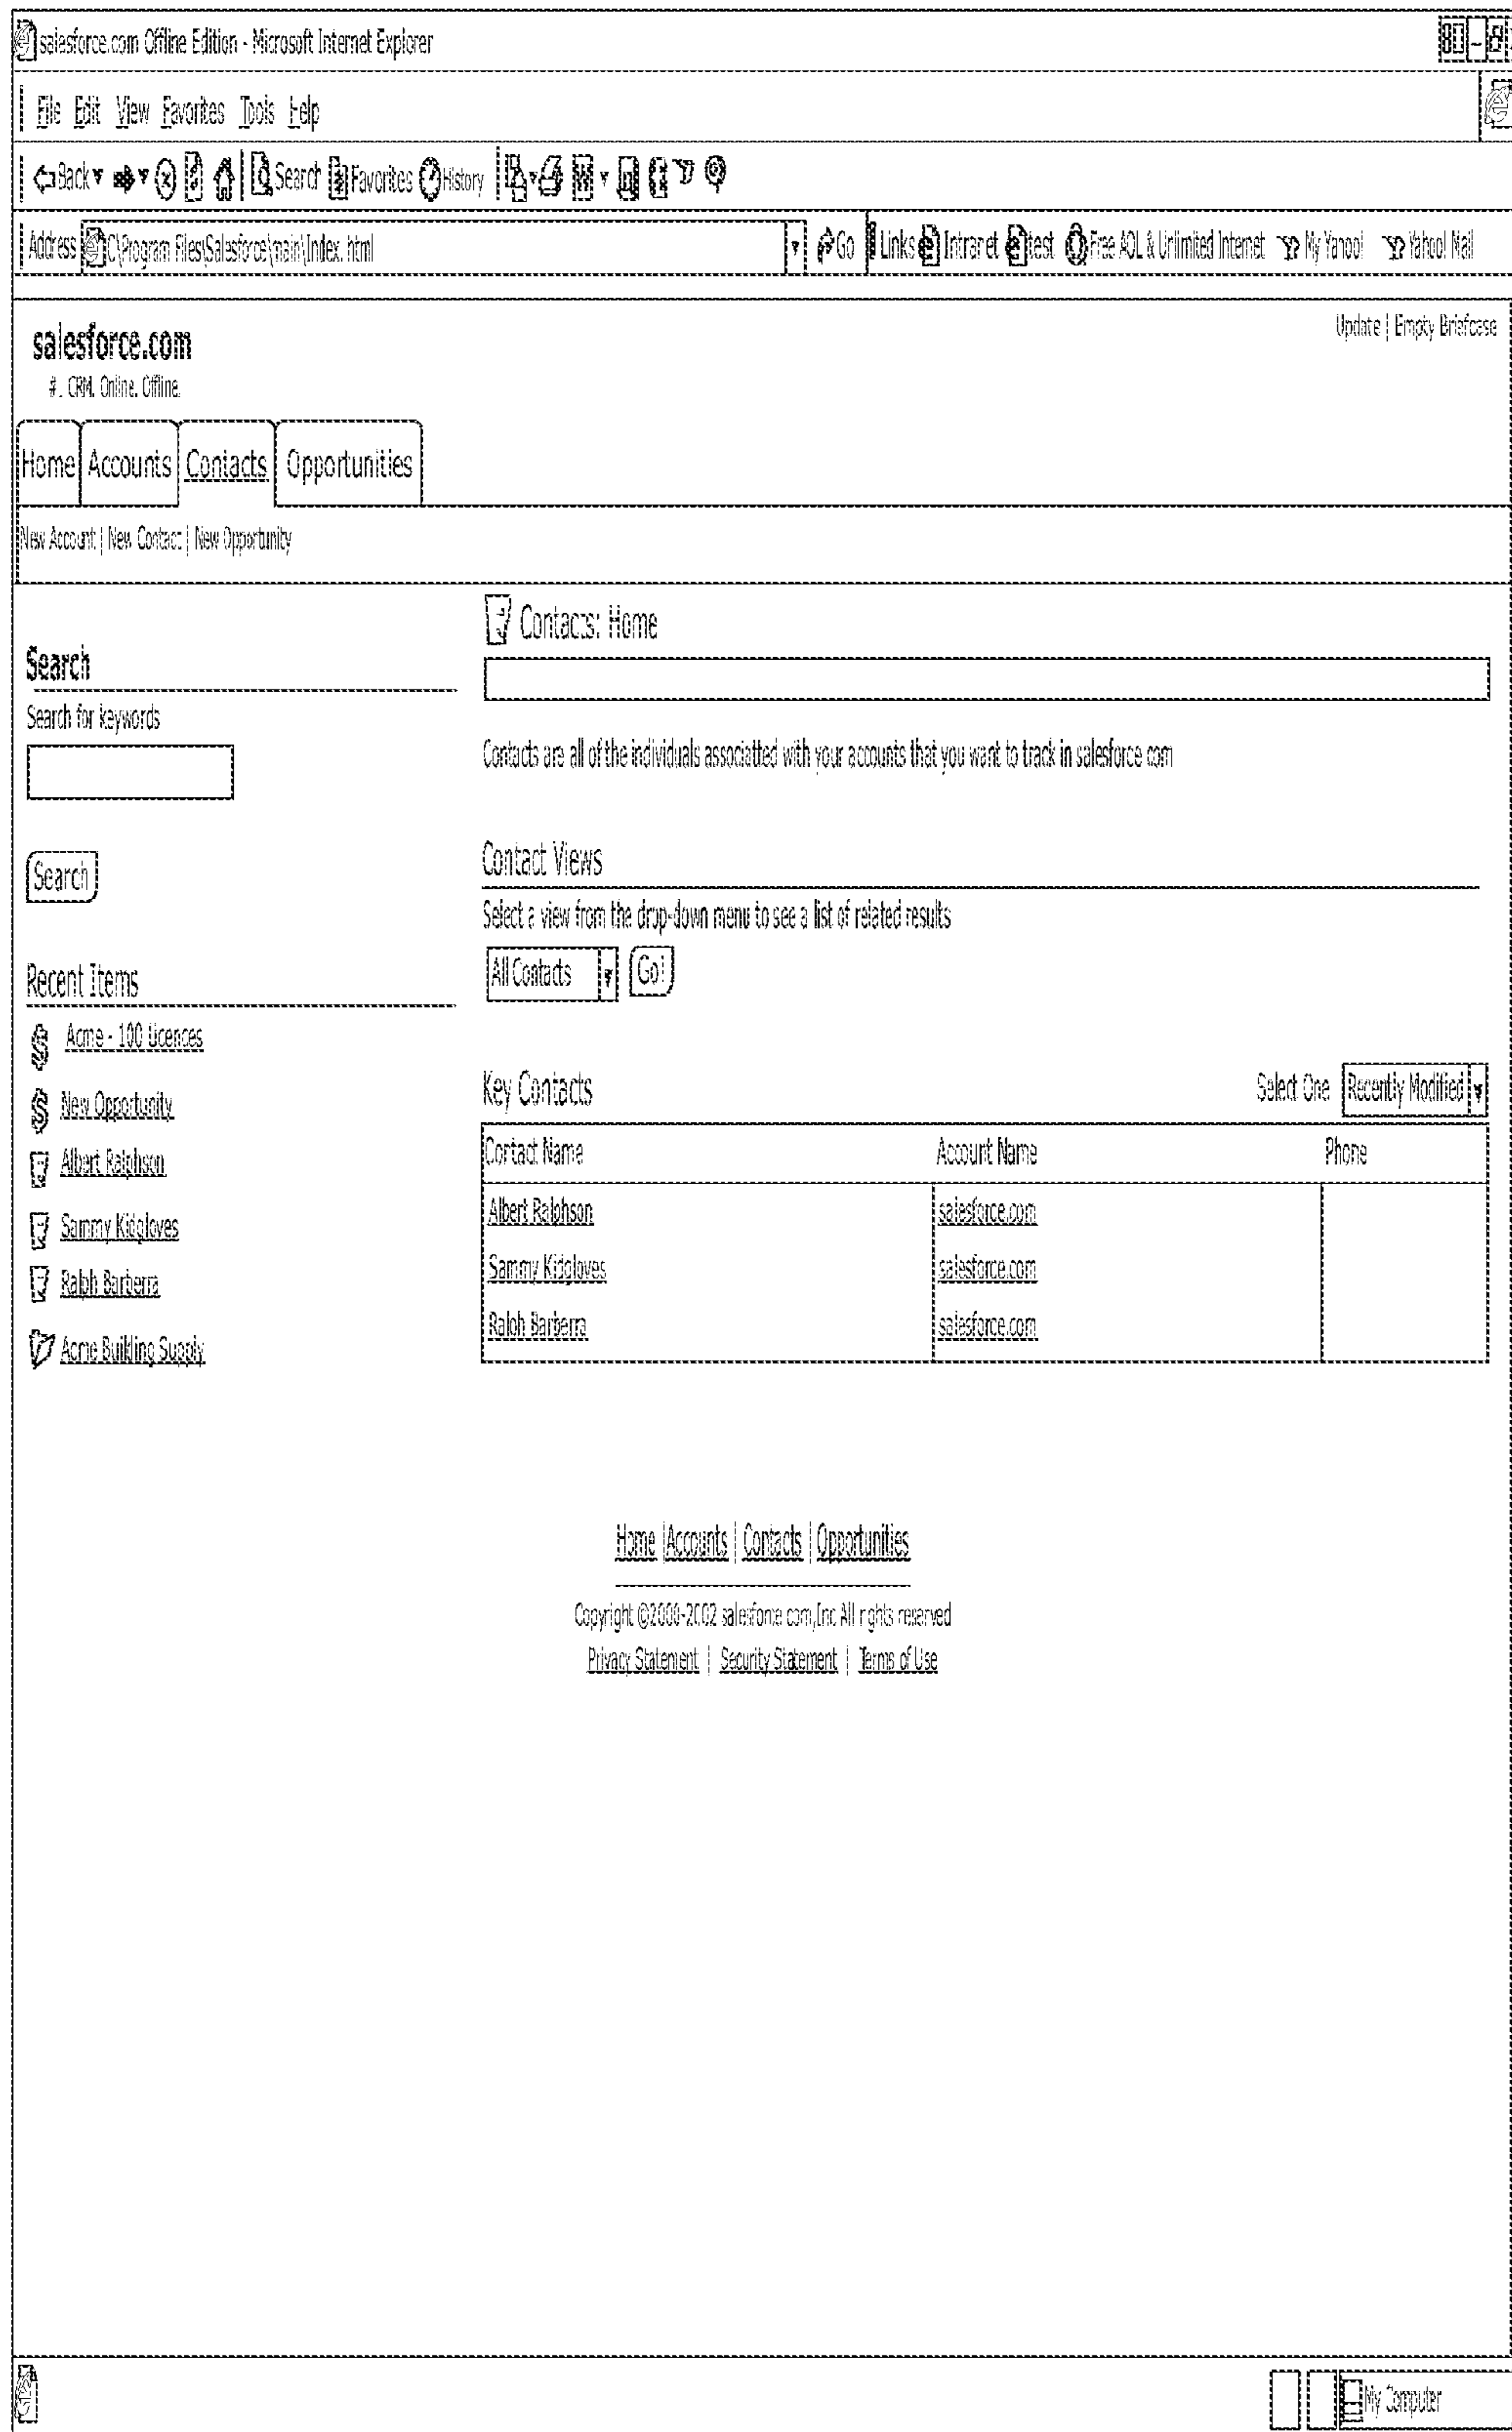 salesforce.com Offline Edition - Microsoft Internet Explorer
File Edit View Favorites Tools Help
Back Search Favorites History
Address C\Program Files\Salesforce\main\Index. html Go Links Intranet test Free AOL & Unlimited Internet My Yahoo! Yahoo! Mail
salesforce.com
Update | Empty Briefcase
CRM. Online. Offline.
Home Accounts Contacts Opportunities
New Account | New Contact | New Opportunity
Contacts: Home
Search
Search for keywords
Contacts are all of the individuals associatted with your accounts that you want to track in salesforce com
Search
Contact Views
Select a view from the drop-down menu to see a list of related results
All Contacts Go!
Recent Items
Acme - 100 Licences
New Opportunity
Albert Ralphson
Sammy Kidgloves
Ralph Barberra
Acme Building Supply
Key Contacts Select One Recently Modified
Contact Name Account Name Phone
Albert Ralphson salesforce.com
Sammy Kidgloves salesforce.com
Ralph Barberra salesforce.com
Home | Accounts | Contacts | Opportunities
Copyright ©2000-2002 salesforce com,Inc All rights reserved
Privacy Statement | Security Statement | Terms of Use
My Computer